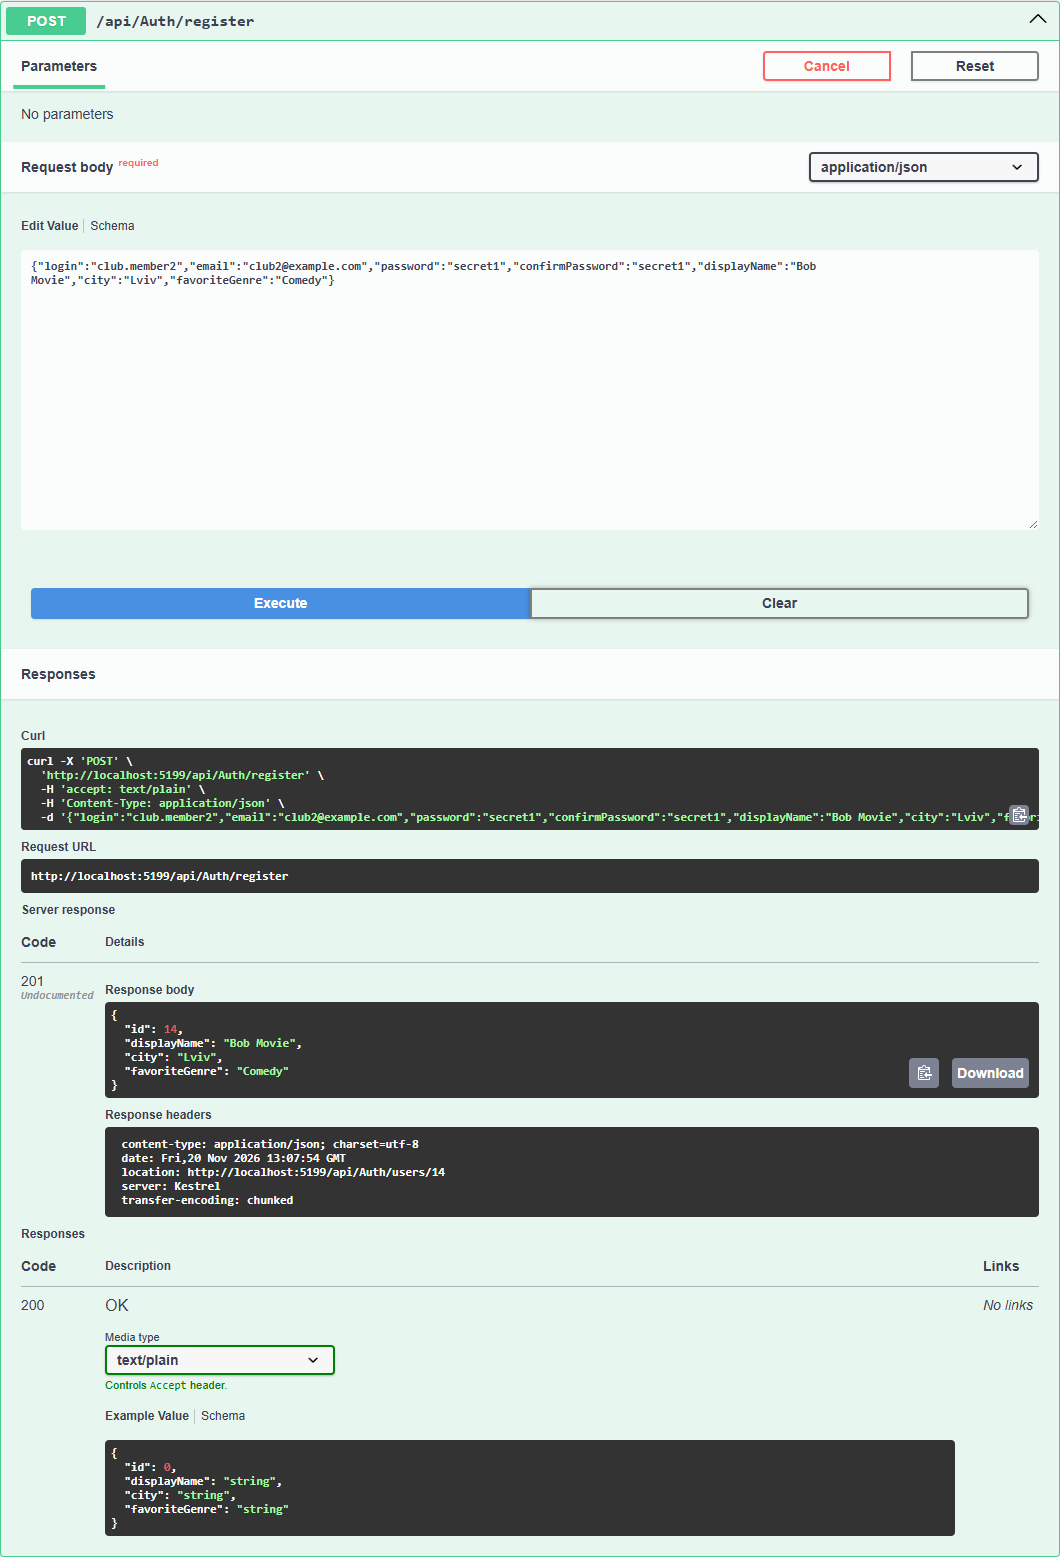 POST /api/Auth/register
Parameters
Cancel
Reset
No parameters
Request body required
application/json
Edit Value Schema
{"login":"club.member2","email":"club2@example.com","password":"secret1","confirmPassword":"secret1","displayName":"Bob
Movie","city":"Lviv","favoriteGenre":"Comedy"}
Execute
Clear
Responses
Curl
curl -X 'POST' \
'http://localhost:5199/api/Auth/register' \
-H 'accept: text/plain' \
-H 'Content-Type: application/json' \
-d '{"login":"club.member2","email":"club2@example.com","password":"secret1","confirmPassword":"secret1","displayName":"Bob Movie","city":"Lviv",
Request URL
http://localhost:5199/api/Auth/register
Server response
Code Details
201
Undocumented
Response body
{
"id": 14,
"displayName": "Bob Movie",
"city": "Lviv",
"favoriteGenre": "Comedy"
}
Download
Response headers
content-type: application/json; charset=utf-8
date: Fri,20 Nov 2026 13:07:54 GMT
location: http://localhost:5199/api/Auth/users/14
server: Kestrel
transfer-encoding: chunked
Responses
Code Description Links
200 OK No links
Media type
text/plain
Controls Accept header.
Example Value Schema
{
"id": 0,
"displayName": "string",
"city": "string",
"favoriteGenre": "string"
}